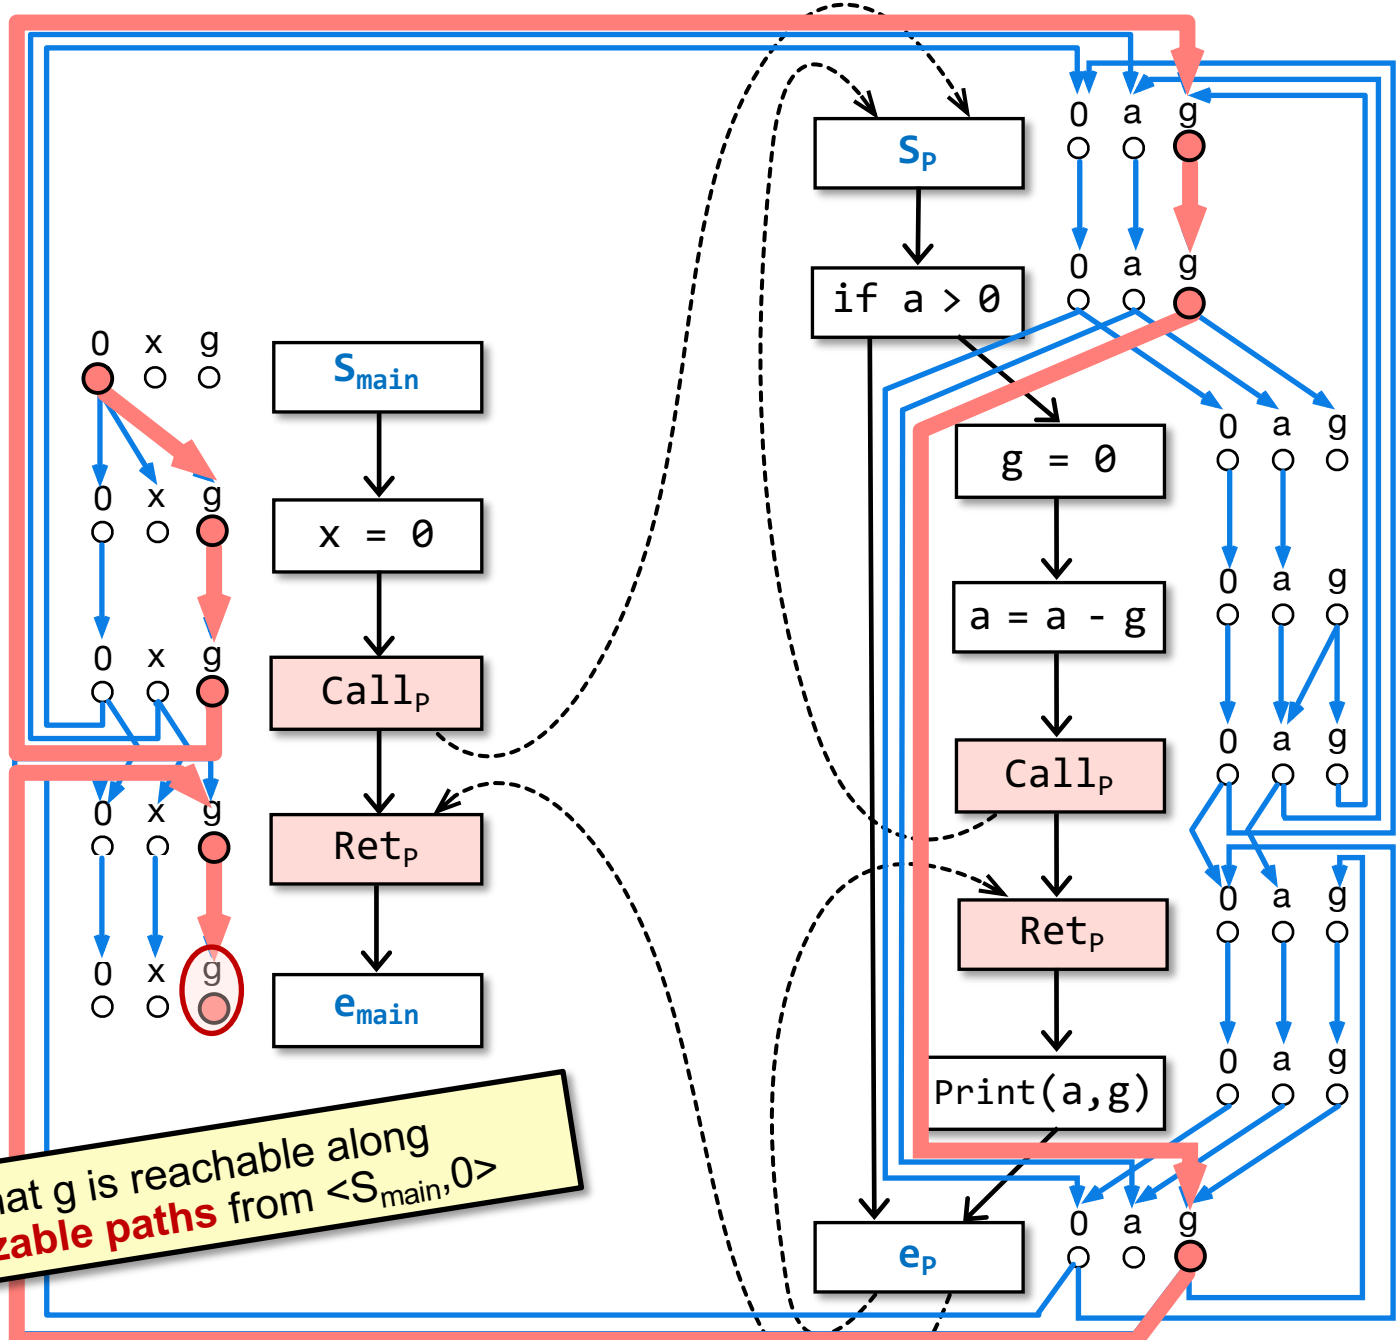 0 a g
S_P
0 a g
if a > 0
0 x g
S_main
0 a g
g = 0
0 x g
x = 0
0 a g
a = a - g
0 x g
Call_P
0 a g
Call_P
0 x g
Ret_P
0 a g
Ret_P
0 x g
e_main
0 a g
Print(a,g)
hat g is reachable along
zable paths from <S_main,0>
0 a g
e_P